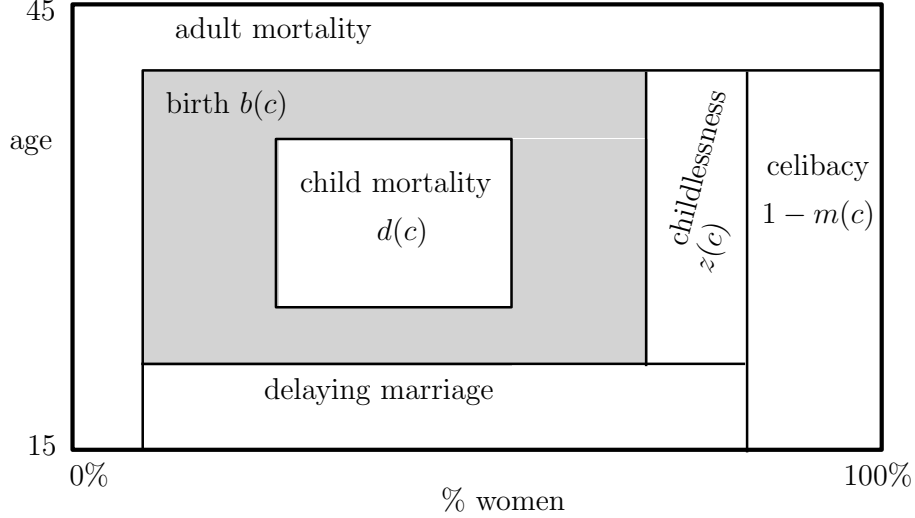 45
adult mortality
birth b(c)
age
child mortality
d(c)
childlessness
z(c)
celibacy
1 − m(c)
delaying marriage
15
0%
100%
% women